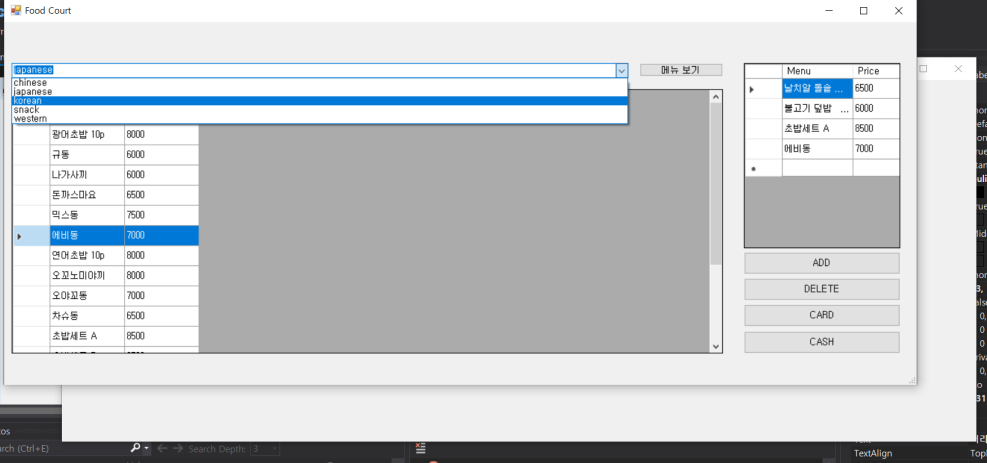 Food Court
japanese
메뉴 보기
chinese
japanese
korean
snack
western
광어초밥 10p 8000
규동 6000
나가사끼 6000
돈까스마요 6500
믹스동 7500
에비동 7000
연어초밥 10p 8000
오꼬노미야끼 8000
오야꼬동 7000
차슈동 6500
초밥세트 A 8500
Menu Price
날치알 돌솥 ... 6500
불고기 덮밥 ... 6000
초밥세트 A 8500
에비동 7000
ADD
DELETE
CARD
CASH
rch (Ctrl+E)
Search Depth: 3
TextAlign